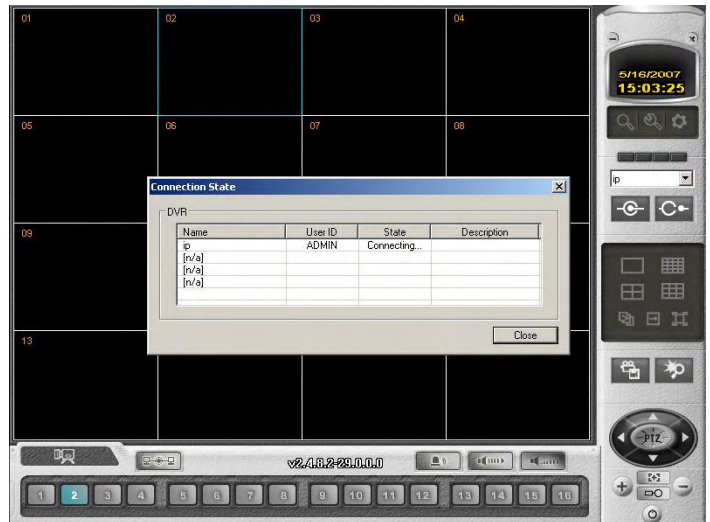 01 02 03 04
5/16/2007
15:03:25
05 06 07 08
ip
Connection State
DVR
Name User ID State Description
ip ADMIN Connecting...
[n/a]
[n/a]
[n/a]
09
Close
13
PTZ
v2.4.8.2-29.0.0.0
1 2 3 4 5 6 7 8 9 10 11 12 13 14 15 16